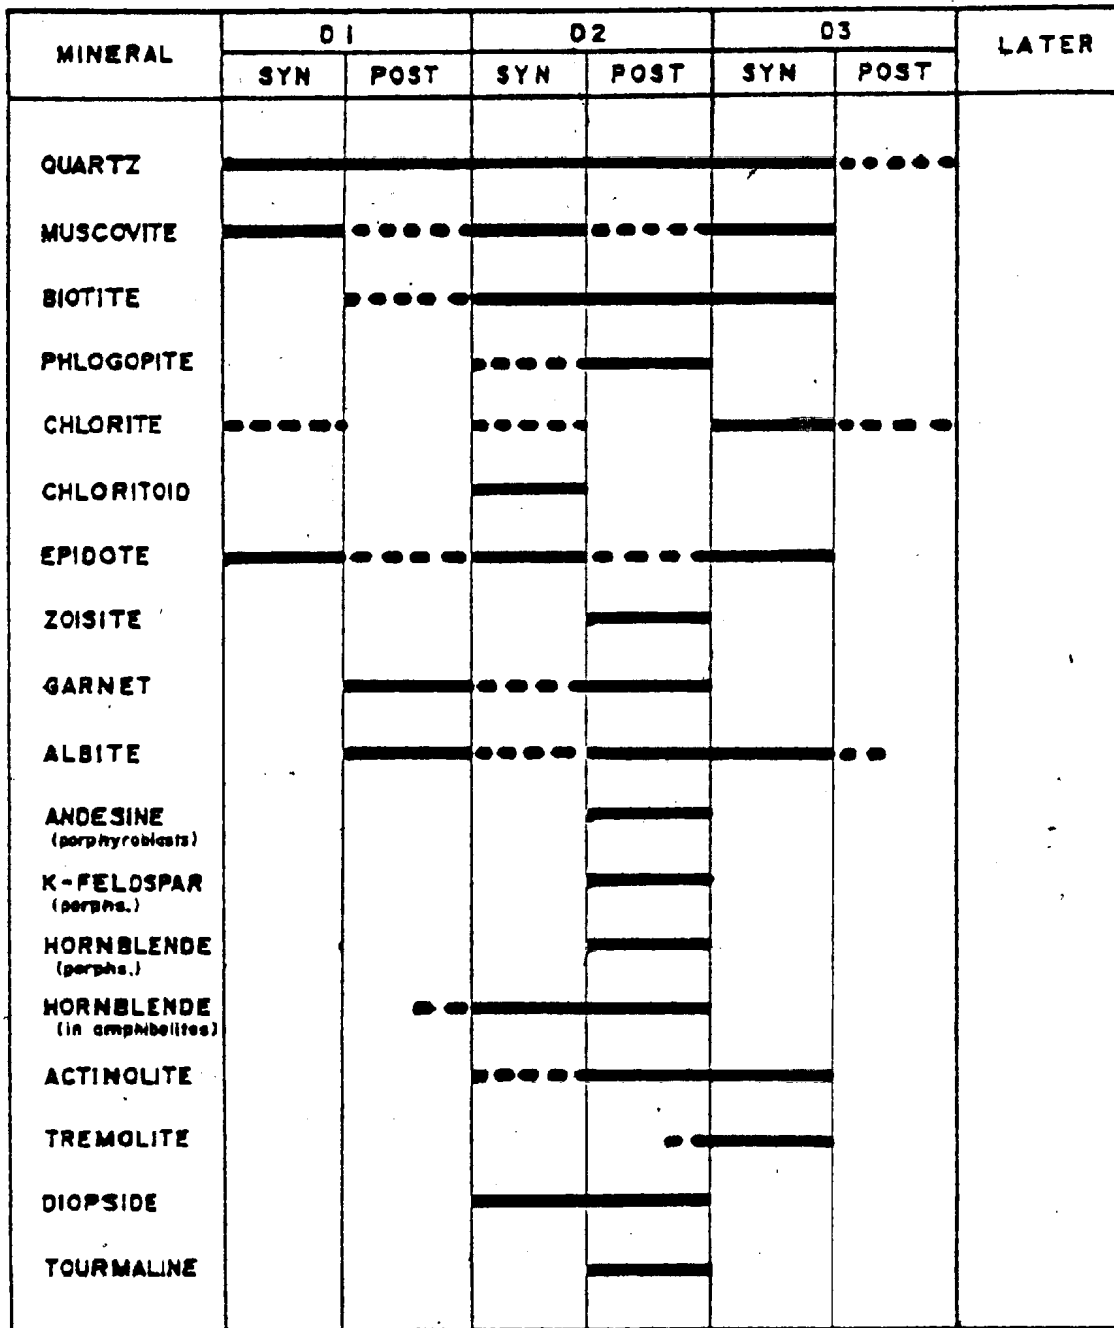 MINERAL D1 D2 D3 LATER
SYN POST SYN POST SYN POST
QUARTZ
MUSCOVITE
BIOTITE
PHLOGOPITE
CHLORITE
CHLORITOID
EPIDOTE
ZOISITE
GARNET
ALBITE
ANDESINE
(porphyroblasts)
K-FELDSPAR
(porphs.)
HORNBLENDE
(porphs.)
HORNBLENDE
(in amphibolites)
ACTINOLITE
TREMOLITE
DIOPSIDE
TOURMALINE